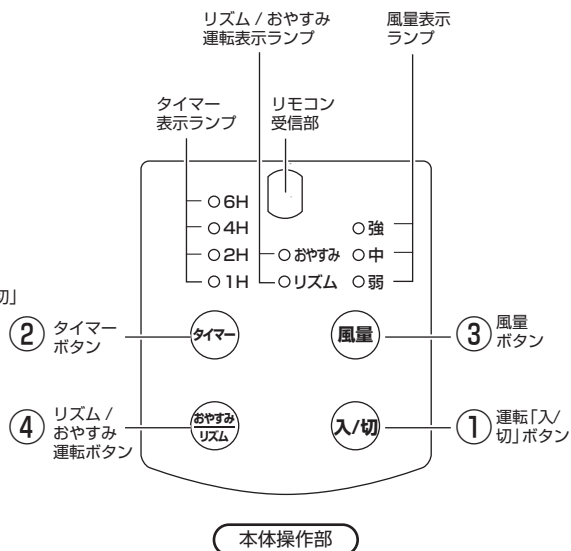 リズム / おやすみ
運転表示ランプ
風量表示
ランプ
タイマー
表示ランプ
リモコン
受信部
6H
4H
2H
1H
おやすみ
リズム
強
中
弱
切」
② タイマー
ボタン
タイマー
風量
③ 風量
ボタン
④ リズム /
おやすみ
運転ボタン
おやすみ
リズム
入/切
① 運転「入/
切」ボタン
本体操作部